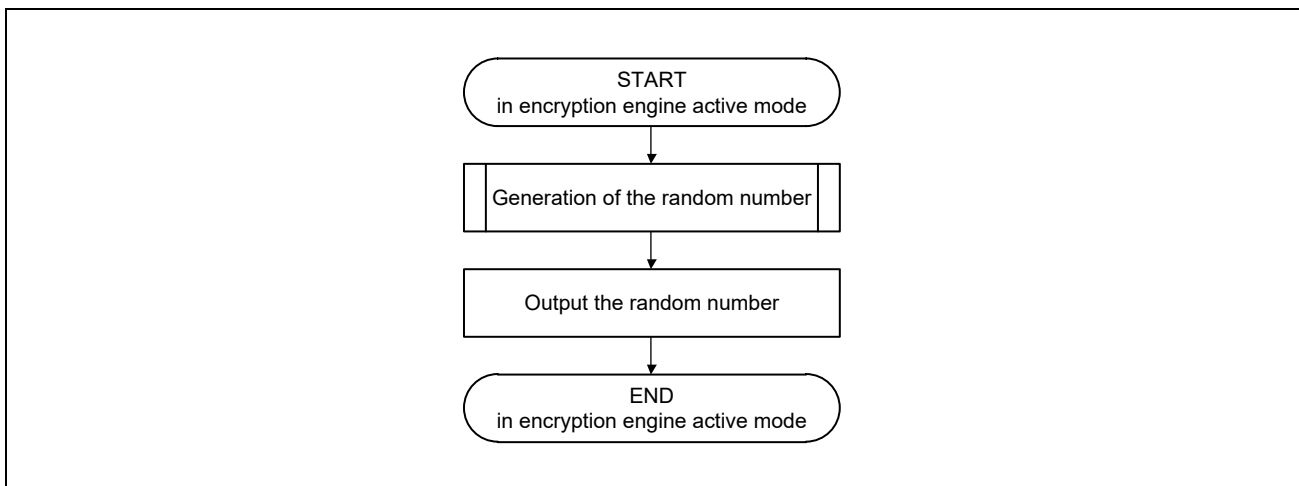 START
in encryption engine active mode
Generation of the random number
Output the random number
END
in encryption engine active mode